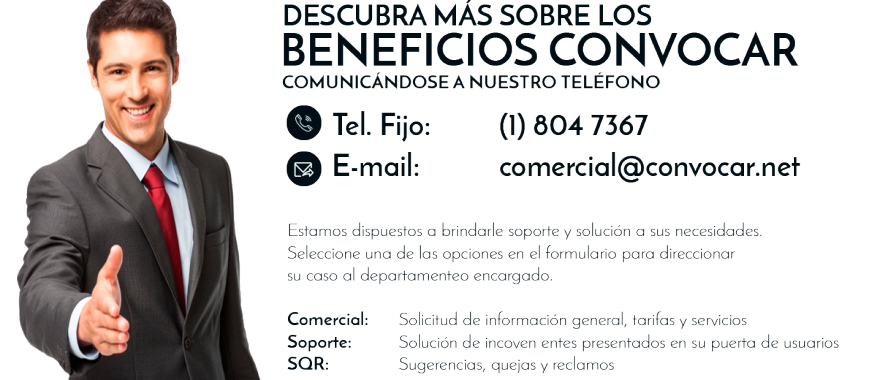 DESCUBRA MÁS SOBRE LOS
BENEFICIOS CONVOCAR
COMUNICÁNDOSE A NUESTRO TELÉFONO
Tel. Fijo: (1) 804 7367
E-mail: comercial@convocar.net
Estamos dispuestos a brindarle soporte y solución a sus necesidades.
Seleccione una de las opciones en el formulario para direccionar
su caso al departamenteo encargado.
Comercial: Solicitud de información general, tarifas y servicios
Soporte: Solución de incoven entes presentados en su puerta de usuarios
SQR: Sugerencias, quejas y reclamos